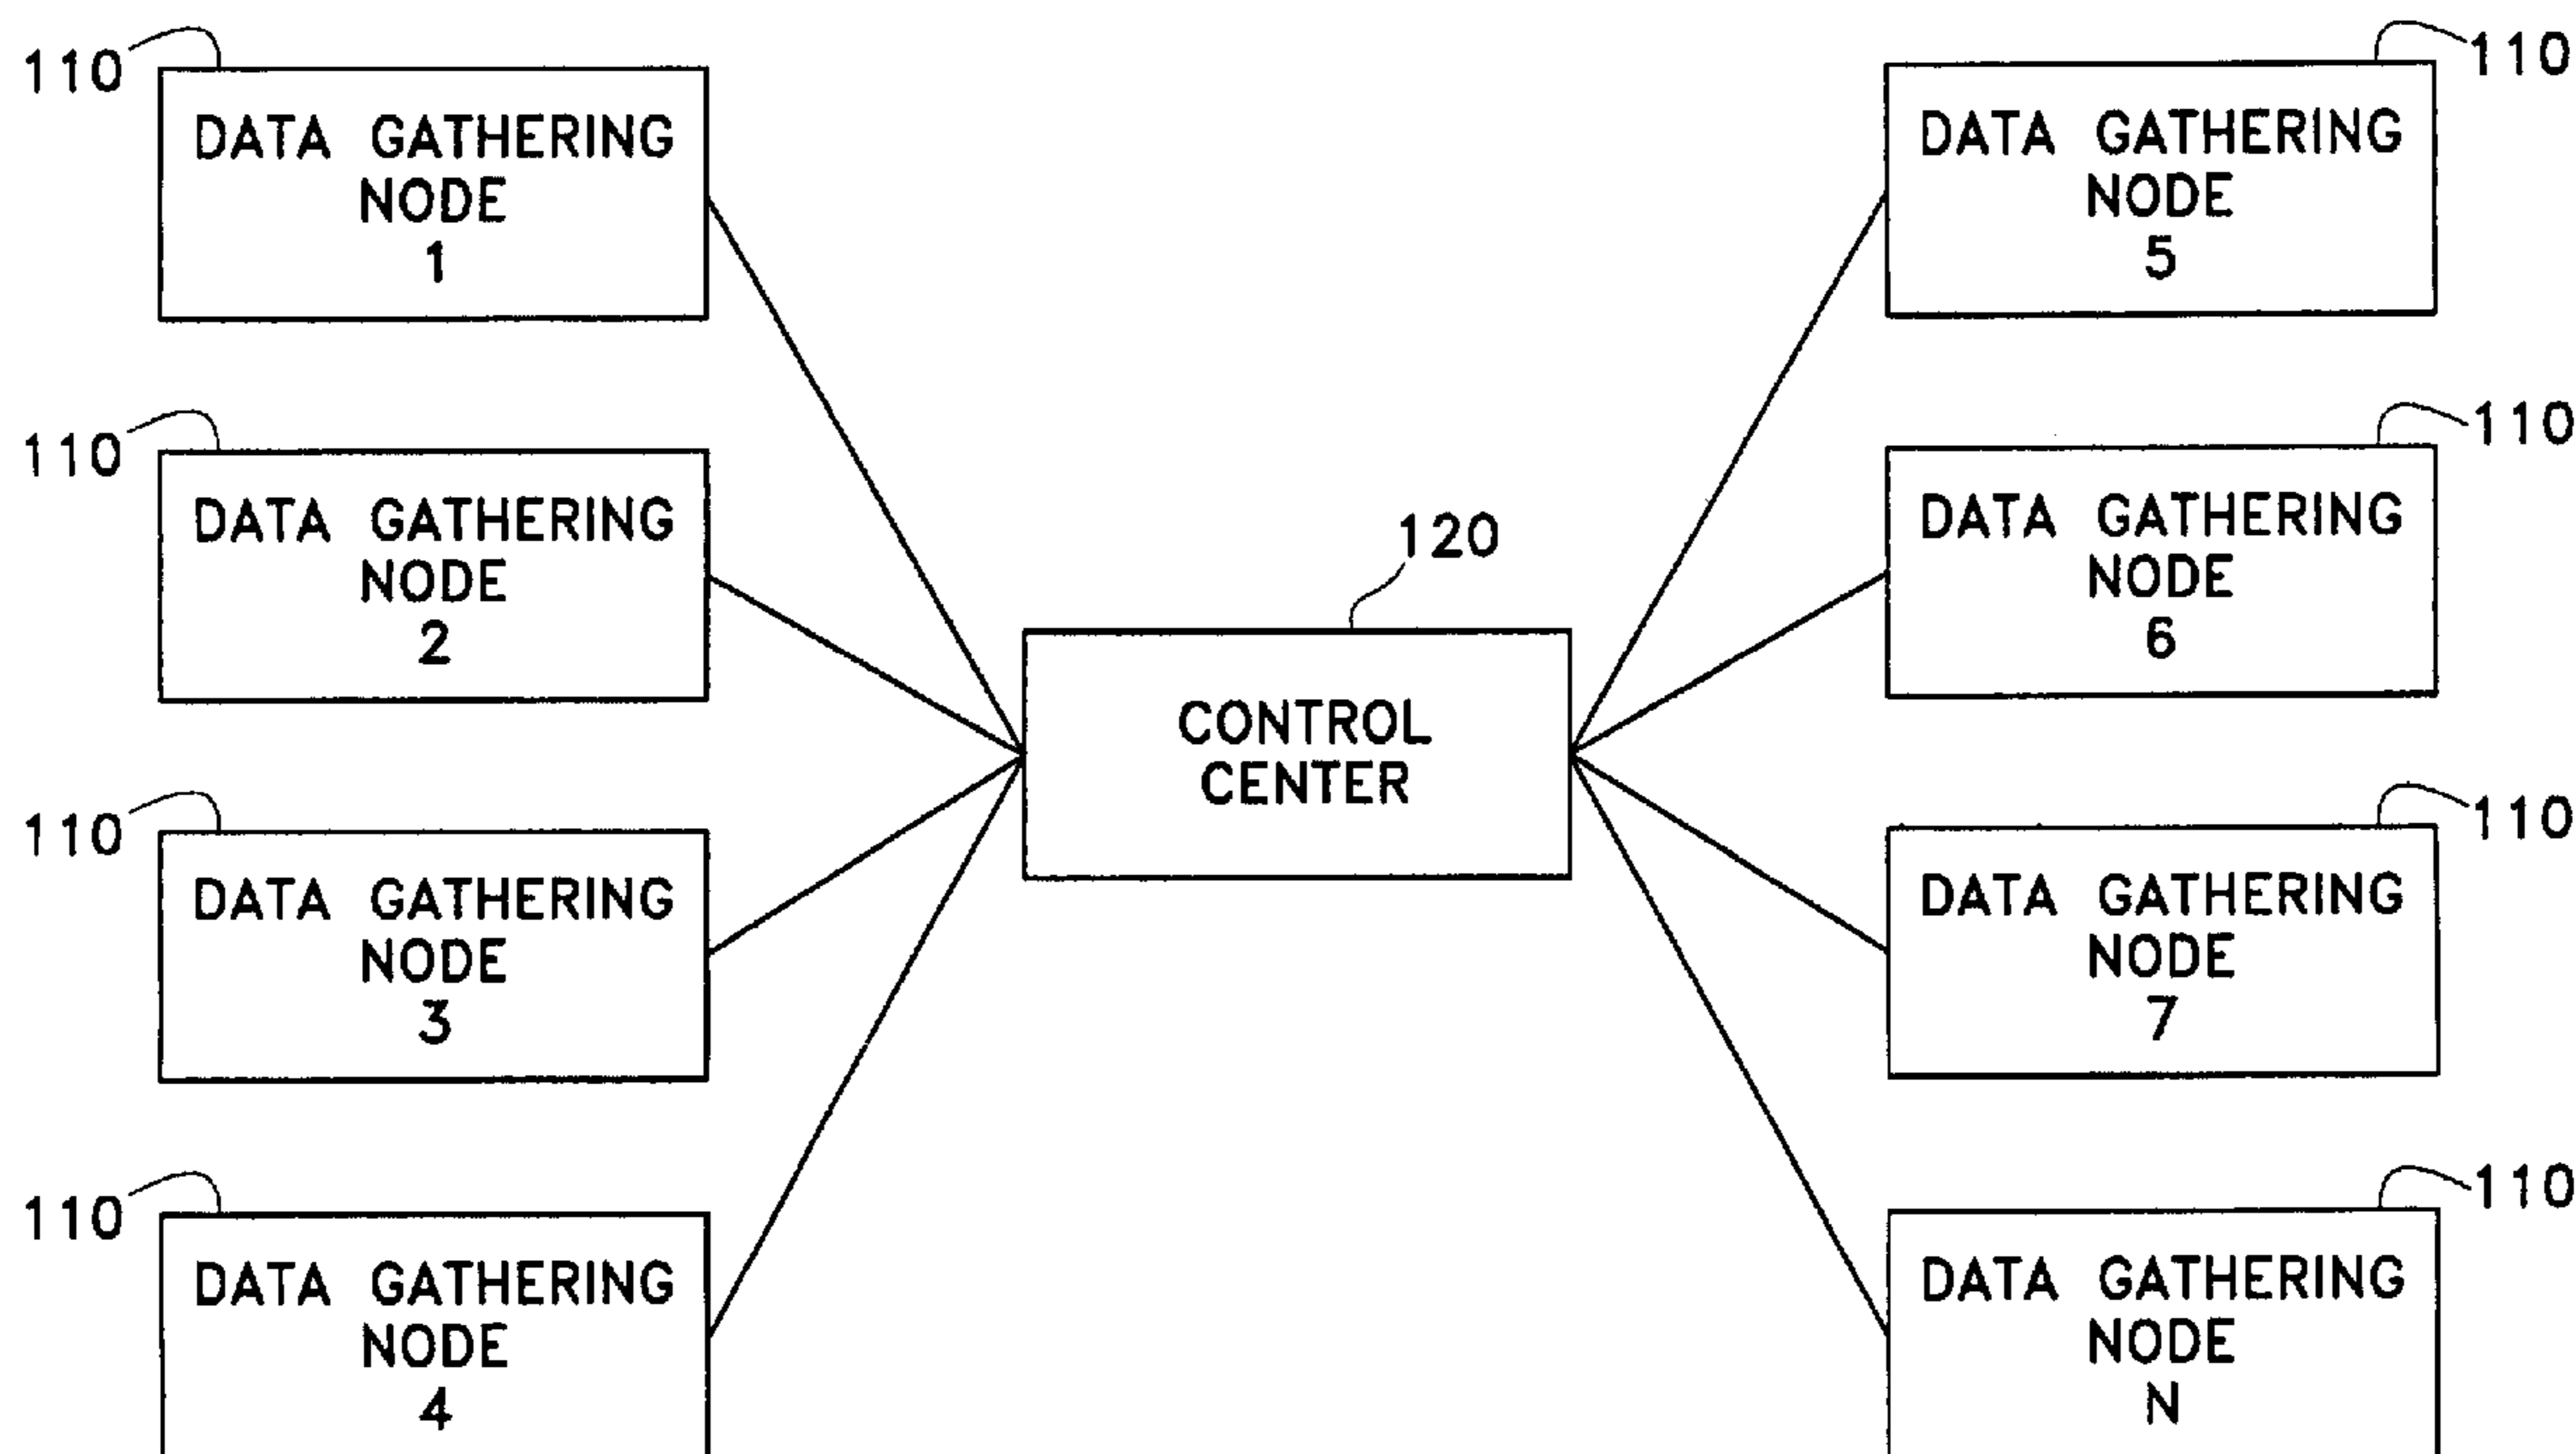 110
DATA GATHERING
NODE
1
110
DATA GATHERING
NODE
2
110
DATA GATHERING
NODE
3
110
DATA GATHERING
NODE
4
120
CONTROL
CENTER
110
DATA GATHERING
NODE
5
110
DATA GATHERING
NODE
6
110
DATA GATHERING
NODE
7
110
DATA GATHERING
NODE
N